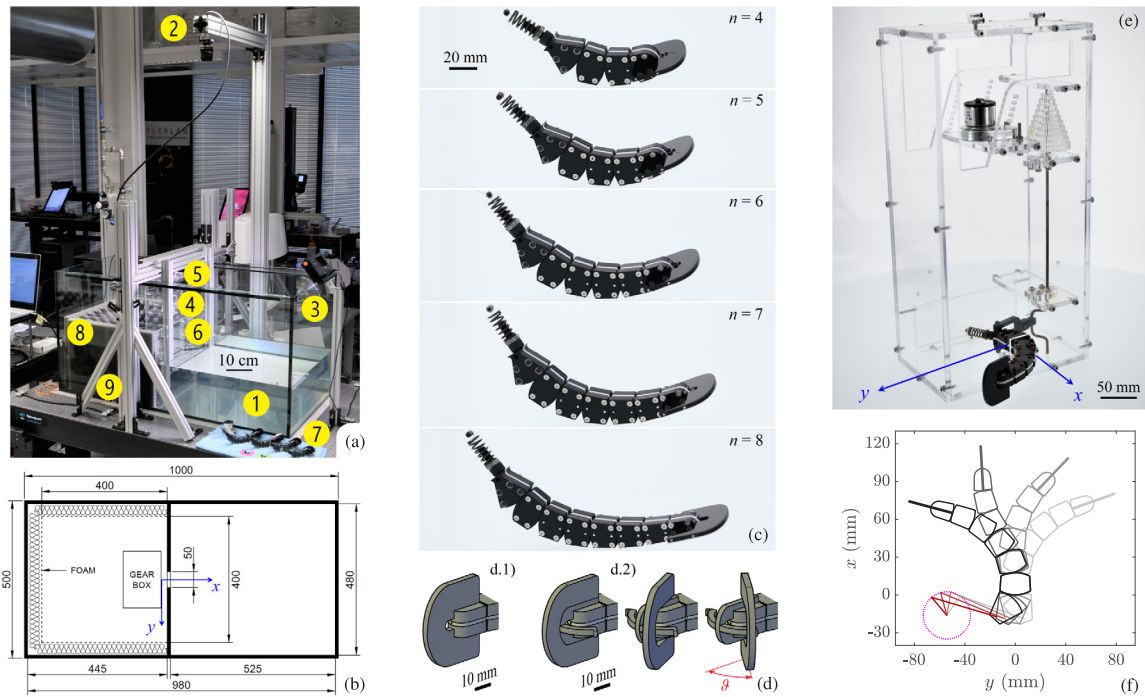 2
FLEXLAB
5
4
3
8
6
10 cm
9
1
7
(a)
1000
400
50
FOAM
GEAR
BOX
500
400
480
x
y
445
525
980
(b)
n = 4
20 mm
n = 5
n = 6
n = 7
n = 8
(c)
d.1)
d.2)
10 mm
10 mm
ϑ
(d)
(e)
y
x
50 mm
120
90
60
30
0
-30
x (mm)
-80
-40
0
40
80
y (mm)
(f)